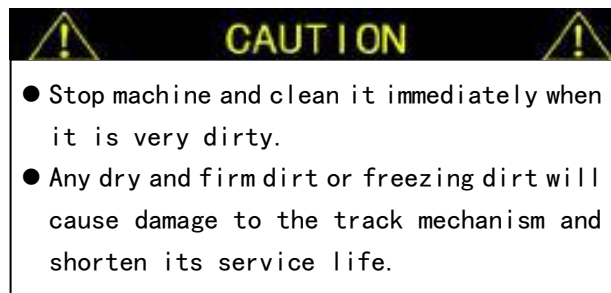 CAUTION
● Stop machine and clean it immediately when
it is very dirty.
● Any dry and firm dirt or freezing dirt will
cause damage to the track mechanism and
shorten its service life.